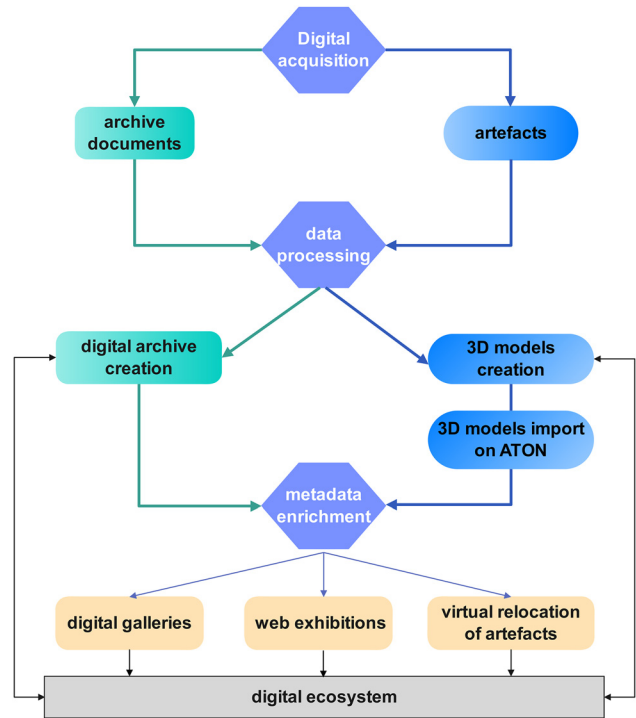 Digital
acquisition
archive
documents
artefacts
data
processing
digital archive
creation
3D models
creation
3D models import
on ATON
metadata
enrichment
digital galleries
web exhibitions
virtual relocation
of artefacts
digital ecosystem